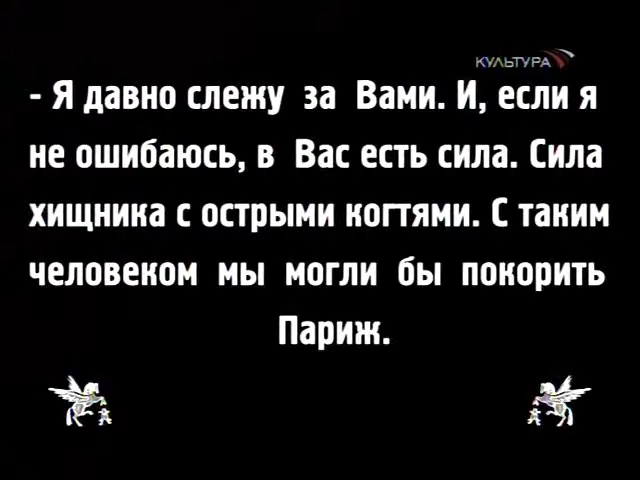 КУЛЬТУРА
- Я давно слежу за Вами. И, если я
не ошибаюсь, в Вас есть сила. Сила
хищника с острыми когтями. С таким
человеком мы могли бы покорить
Париж.